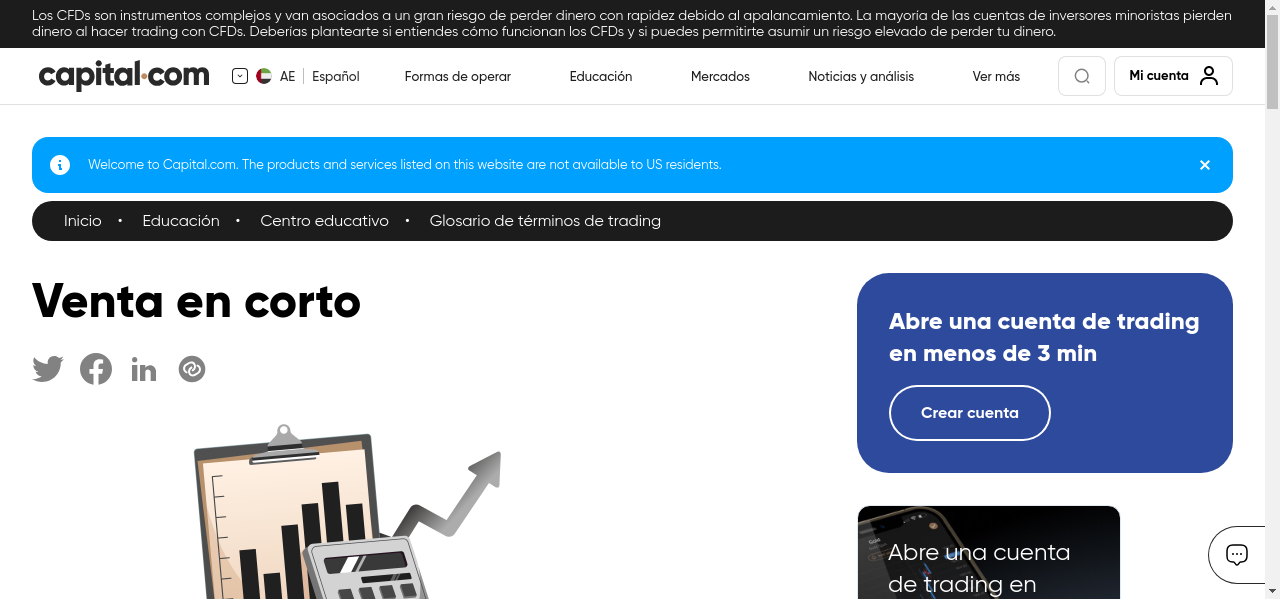 Los CFDs son instrumentos complejos y van asociados a un gran riesgo de perder dinero con rapidez debido al apalancamiento. La mayoría de las cuentas de inversores minoristas pierden
dinero al hacer trading con CFDs. Deberías plantearte si entiendes cómo funcionan los CFDs y si puedes permitirte asumir un riesgo elevado de perder tu dinero.
capital.com AE Español Formas de operar Educación Mercados Noticias y análisis Ver más Mi cuenta
Welcome to Capital.com. The products and services listed on this website are not available to US residents.
Inicio • Educación • Centro educativo • Glosario de términos de trading
Venta en corto
Abre una cuenta de trading
en menos de 3 min
Crear cuenta
Abre una cuenta
de trading en